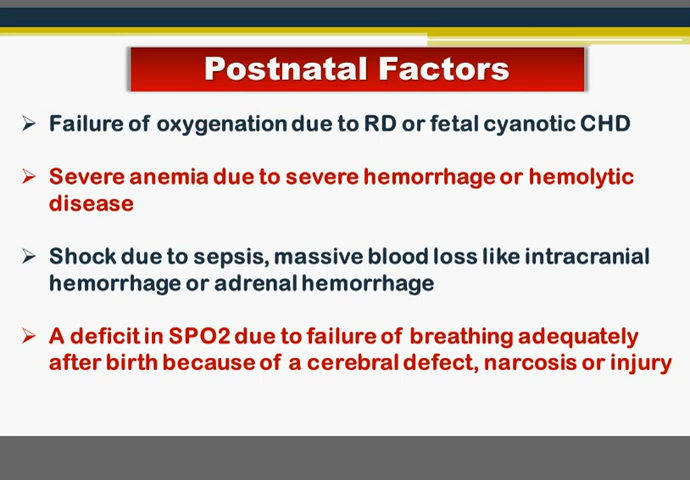 Postnatal Factors
Failure of oxygenation due to RD or fetal cyanotic CHD
Severe anemia due to severe hemorrhage or hemolytic
disease
Shock due to sepsis, massive blood loss like intracranial
hemorrhage or adrenal hemorrhage
A deficit in SPO2 due to failure of breathing adequately
after birth because of a cerebral defect, narcosis or injury